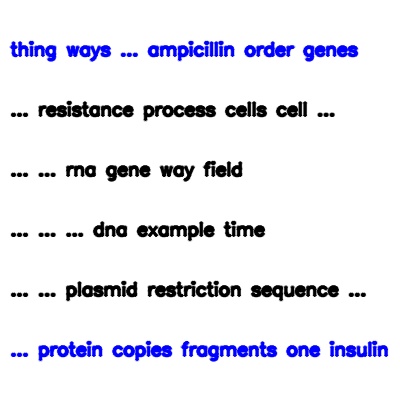 thing ways ... ampicillin order genes
... resistance process cells cell ...
... ... rna gene way field
... ... ... dna example time
... ... plasmid restriction sequence ...
... protein copies fragments one insulin